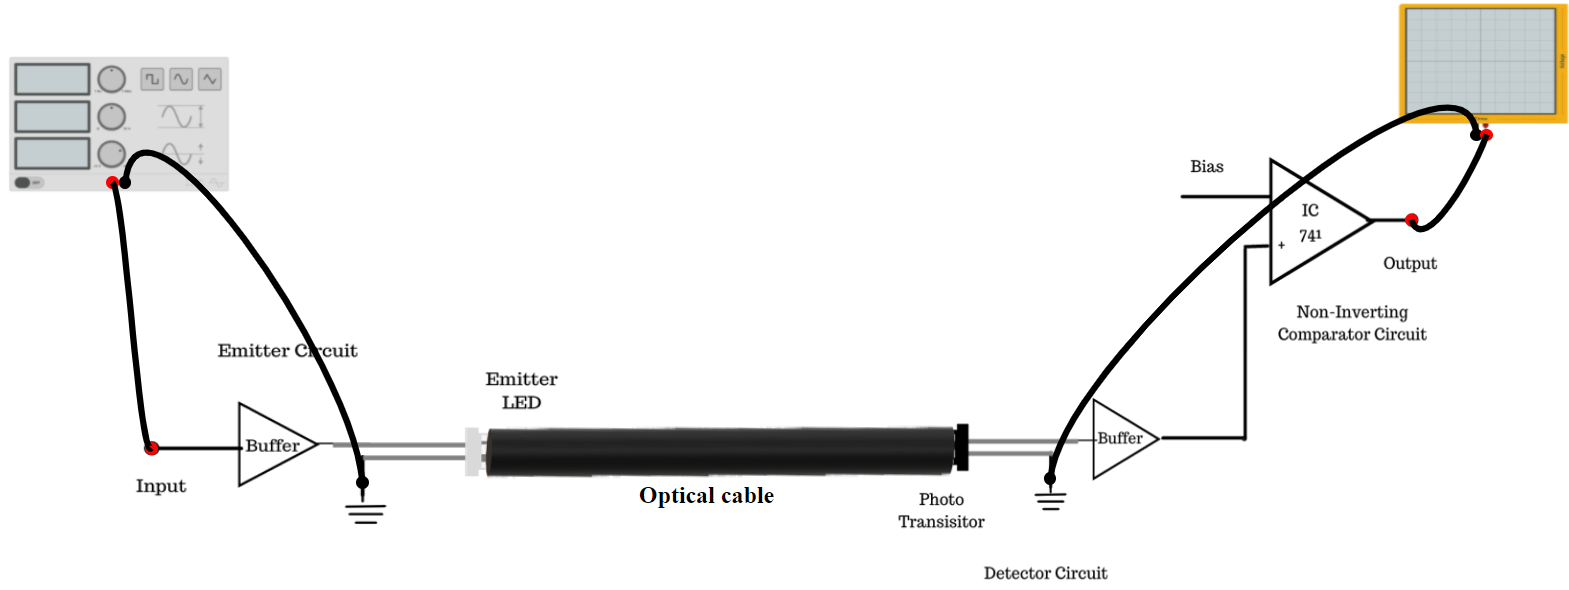 Bias
IC
741
+
Output
Non-Inverting
Comparator Circuit
Emitter Circuit
Emitter
LED
Buffer
Buffer
Input
Optical cable
Photo
Transisitor
Detector Circuit